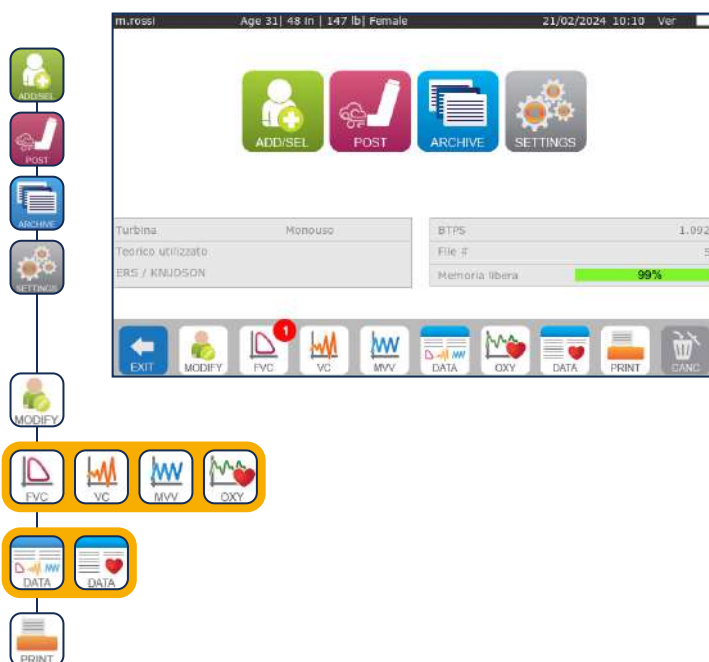 m.rossi Age 31| 48 in | 147 lb| Female 21/02/2024 10:10 Ver
ADD/SEL POST ARCHIVE SETTINGS
Turbina Monouso
Teorico utilizzato
ERS / KNUDSON
BTPS 1.092
File # 5
Memoria libera 99%
1
EXIT MODIFY FVC VC MVV DATA OXY DATA PRINT CANC
ADD/SEL
POST
ARCHIVE
SETTINGS
MODIFY
FVC VC MVV OXY
DATA DATA
PRINT